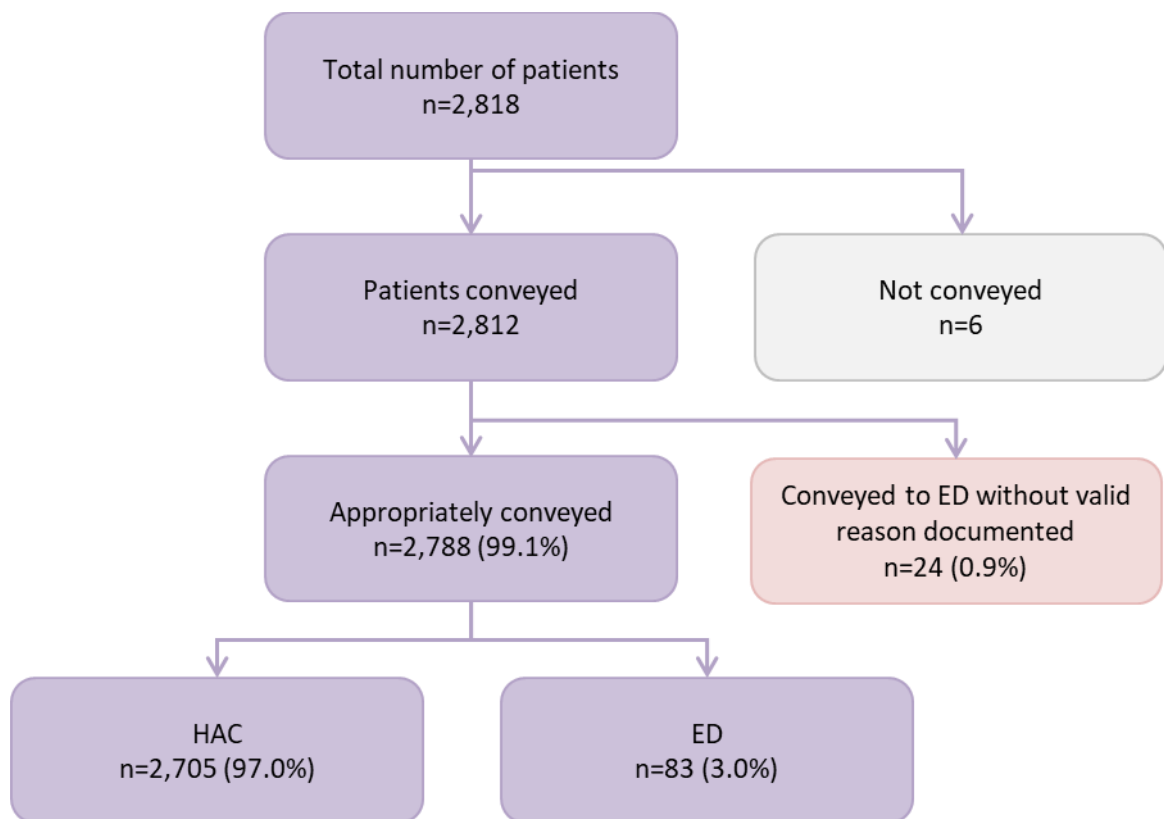 Total number of patients
n=2,818
Patients conveyed
n=2,812
Not conveyed
n=6
Appropriately conveyed
n=2,788 (99.1%)
Conveyed to ED without valid
reason documented
n=24 (0.9%)
HAC
n=2,705 (97.0%)
ED
n=83 (3.0%)